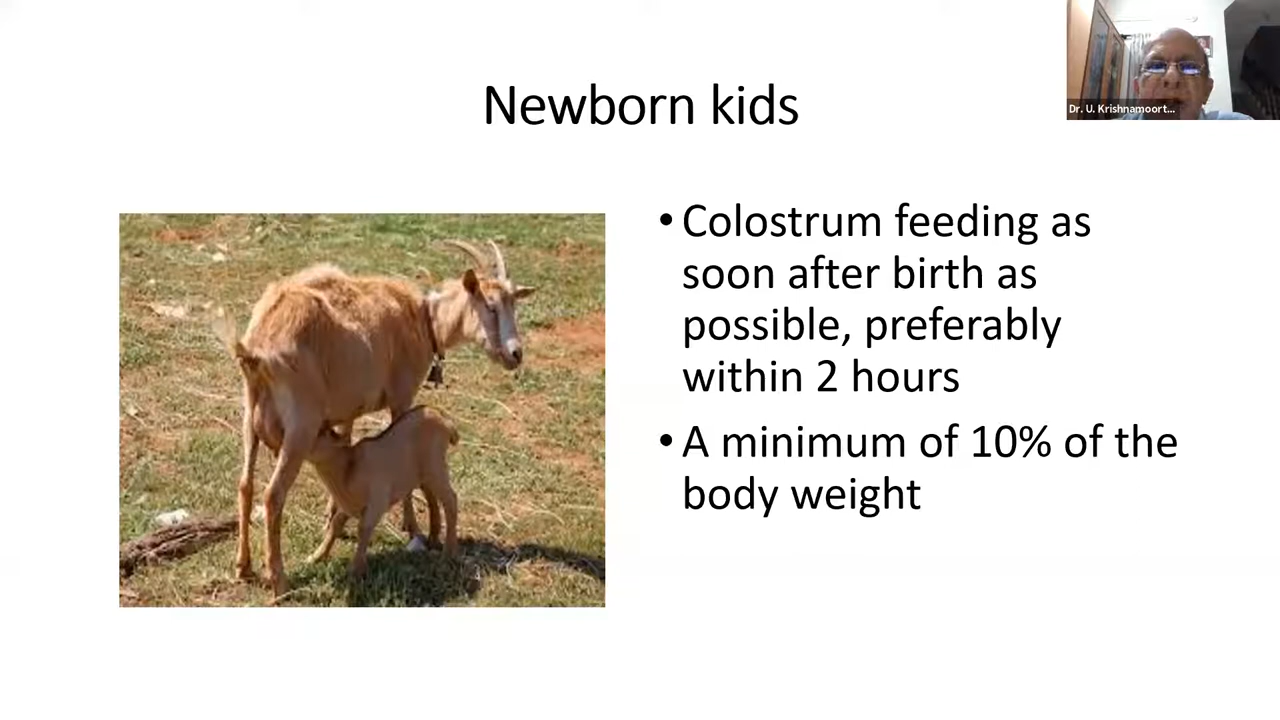 Newborn kids
Dr. U. Krishnamoort...
• Colostrum feeding as
soon after birth as
possible, preferably
within 2 hours
• A minimum of 10% of the
body weight